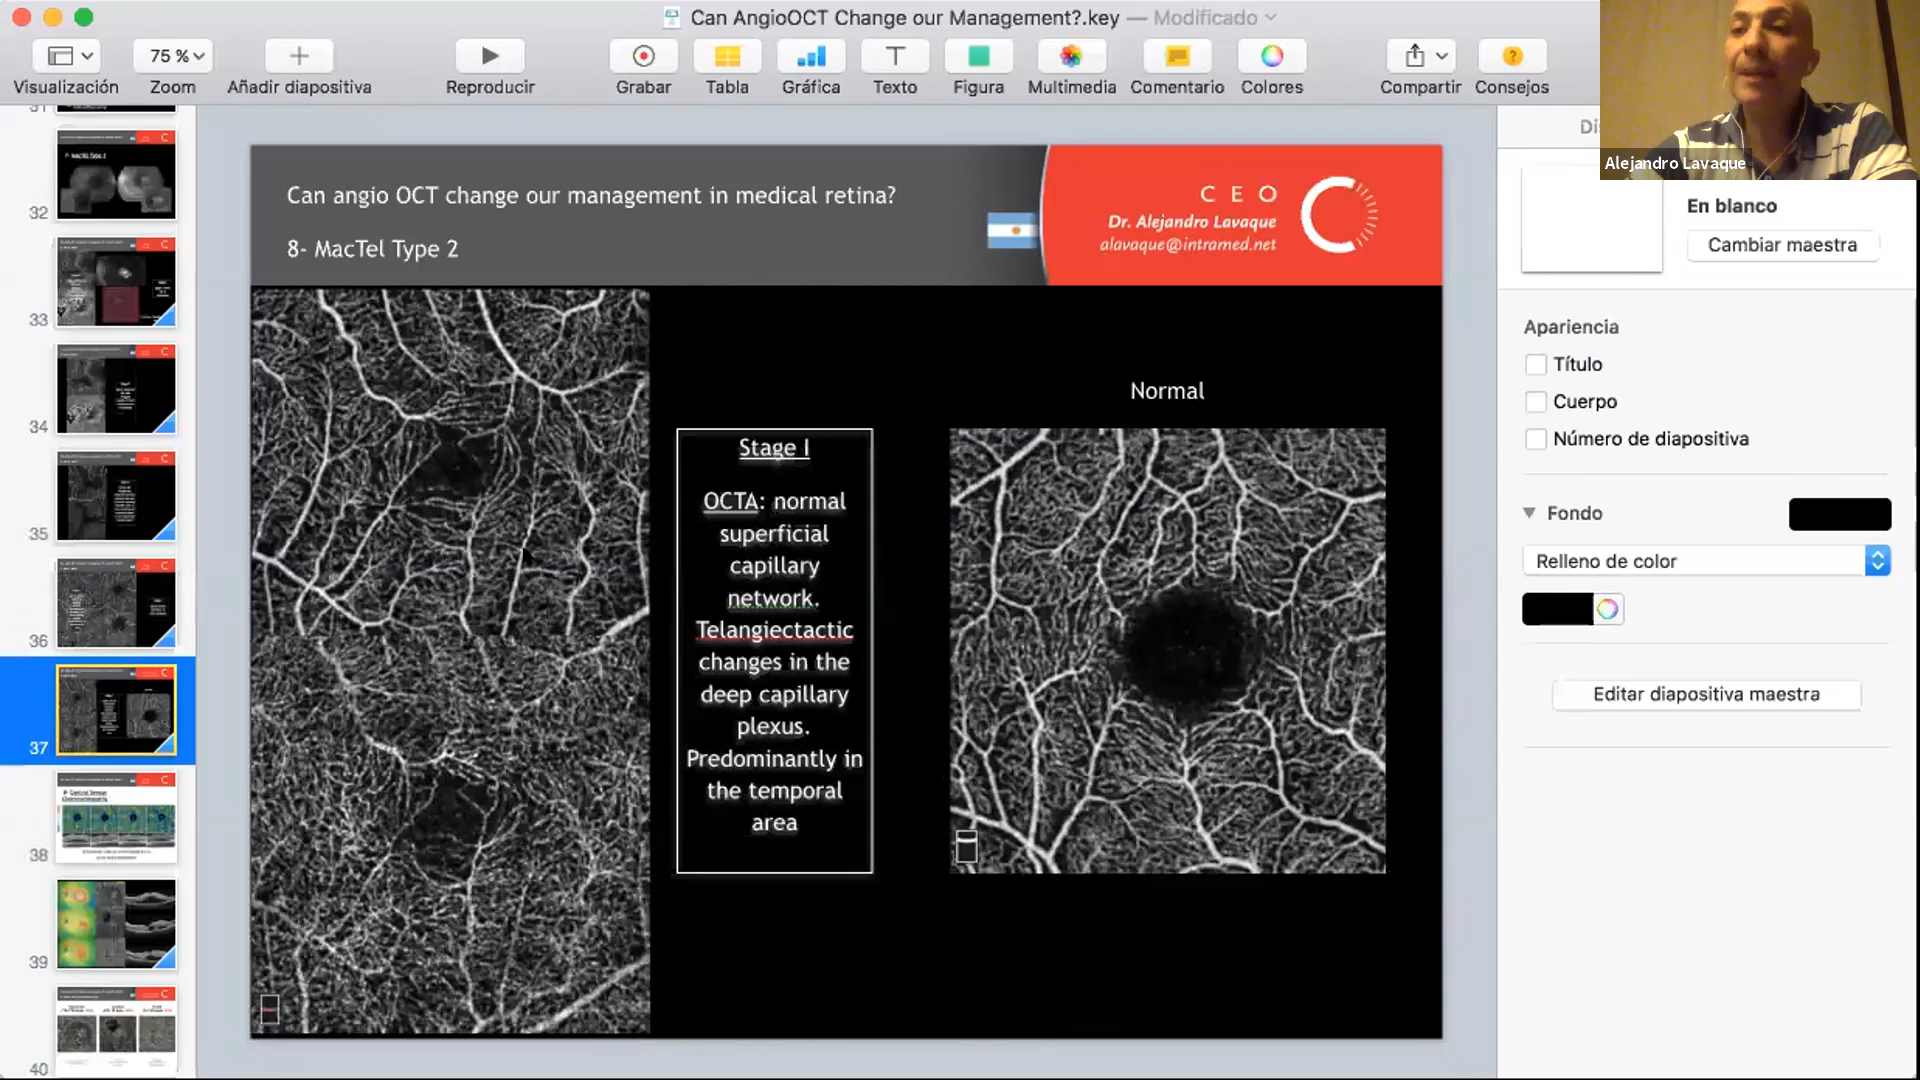 Can AngioOCT Change our Management?.key — Modificado
Visualización
75 %
Zoom
Añadir diapositiva
Reproducir
Grabar
Tabla
Gráfica
Texto
Figura
Multimedia
Comentario
Colores
Compartir
Consejos
Alejandro Lavaque
32
33
34
35
36
37
38
39
40
Can angio OCT change our management in medical retina?
8- MacTel Type 2
CEO
Dr. Alejandro Lavaque
alavaque@intramed.net
Stage I
OCTA: normal
superficial
capillary
network.
Telangiectactic
changes in the
deep capillary
plexus.
Predominantly in
the temporal
area
Normal
En blanco
Cambiar maestra
Apariencia
Título
Cuerpo
Número de diapositiva
Fondo
Relleno de color
Editar diapositiva maestra